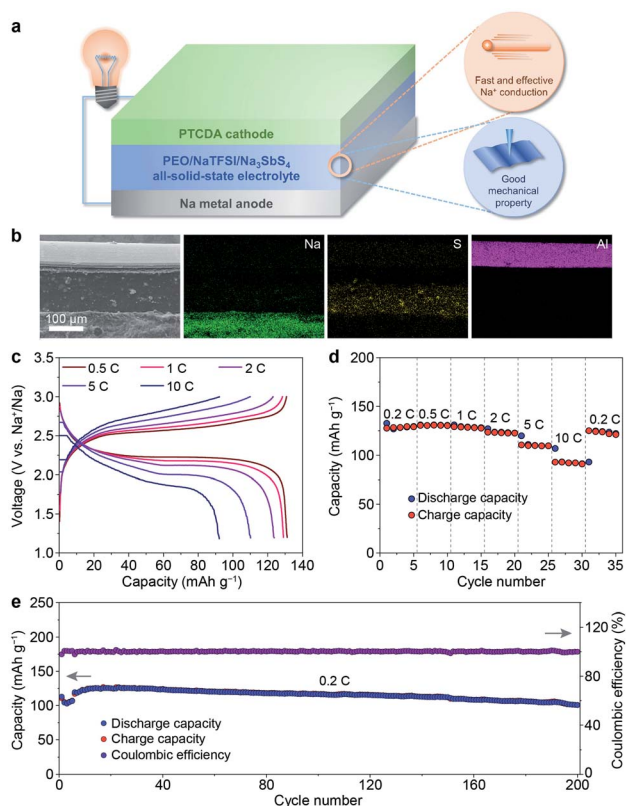 a
Fast and effective
Na⁺ conduction
PTCDA cathode
PEO/NaTFSI/Na₃SbS₄
all-solid-state electrolyte
Na metal anode
Good
mechanical
property
b
100 µm
Na
S
Al
c
0.5 C 1 C 2 C
5 C 10 C
Voltage (V vs. Na⁺/Na)
3.5
3.0
2.5
2.0
1.5
1.0
0 20 40 60 80 100 120 140
Capacity (mAh g⁻¹)
d
Capacity (mAh g⁻¹)
200
150
100
50
0
0.2 C 0.5 C 1 C 2 C 5 C 10 C 0.2 C
Discharge capacity
Charge capacity
0 5 10 15 20 25 30 35
Cycle number
e
Capacity (mAh g⁻¹)
250
200
150
100
50
0
0.2 C
Discharge capacity
Charge capacity
Coulombic efficiency
0 40 80 120 160 200
Cycle number
120
80
40
0
Coulombic efficiency (%)